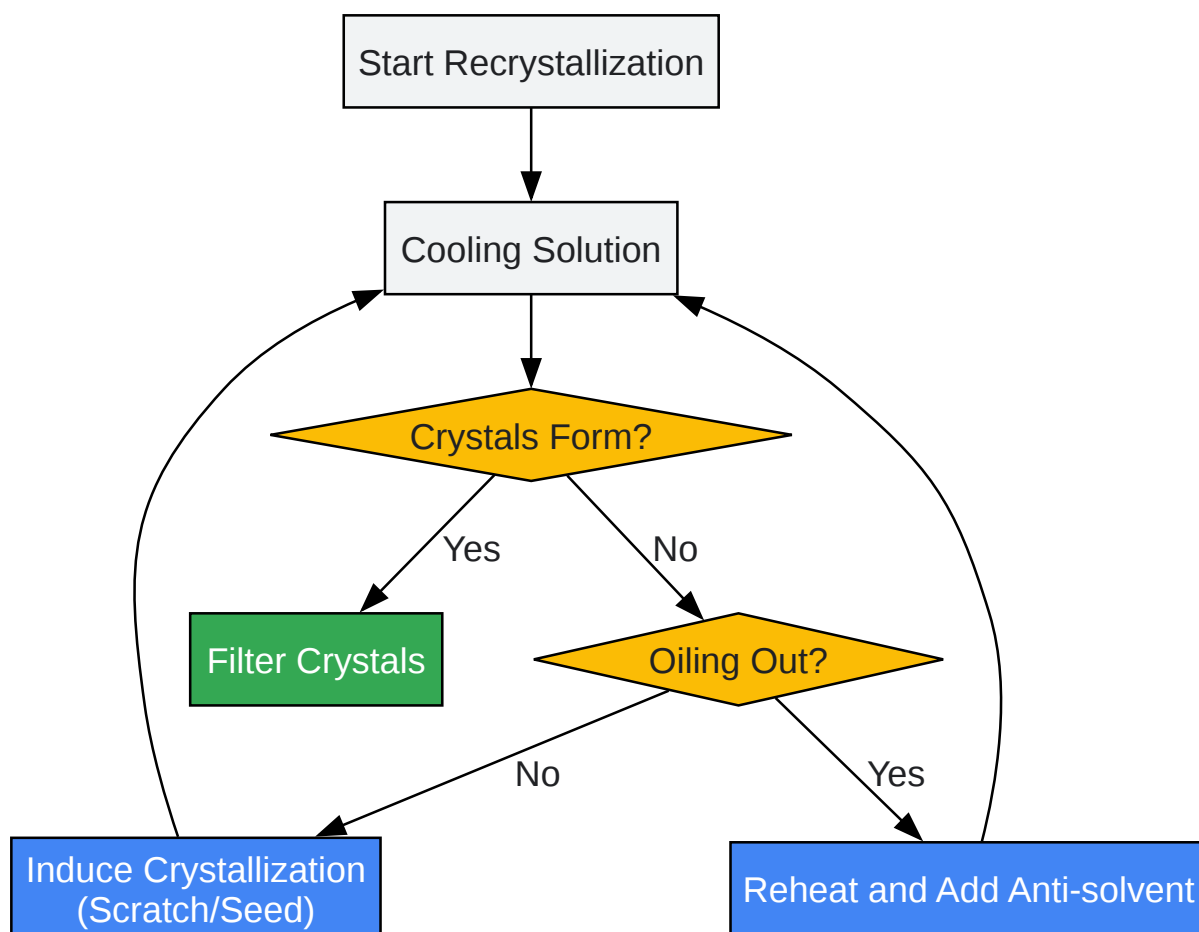 Start Recrystallization
Cooling Solution
Crystals Form?
Yes
No
Filter Crystals
Oiling Out?
No
Yes
Induce Crystallization
(Scratch/Seed)
Reheat and Add Anti-solvent